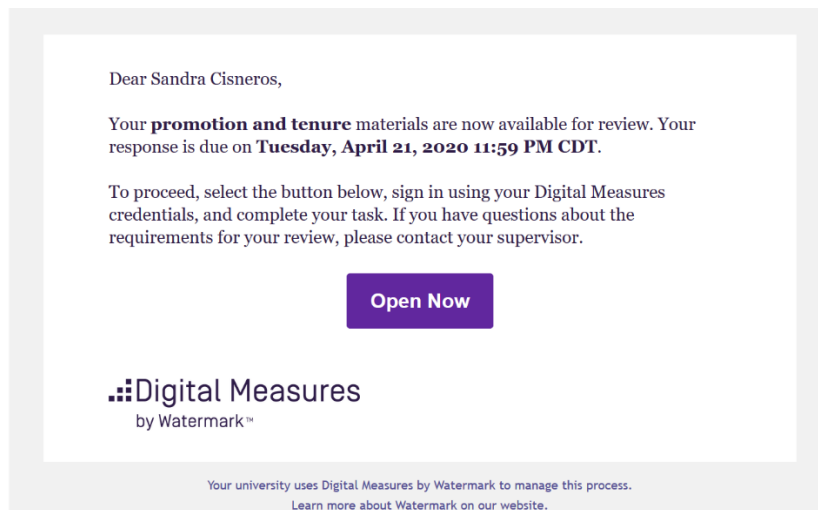 Dear Sandra Cisneros,
Your promotion and tenure materials are now available for review. Your
response is due on Tuesday, April 21, 2020 11:59 PM CDT.
To proceed, select the button below, sign in using your Digital Measures
credentials, and complete your task. If you have questions about the
requirements for your review, please contact your supervisor.
Open Now
Digital Measures
by Watermark™
Your university uses Digital Measures by Watermark to manage this process.
Learn more about Watermark on our website.